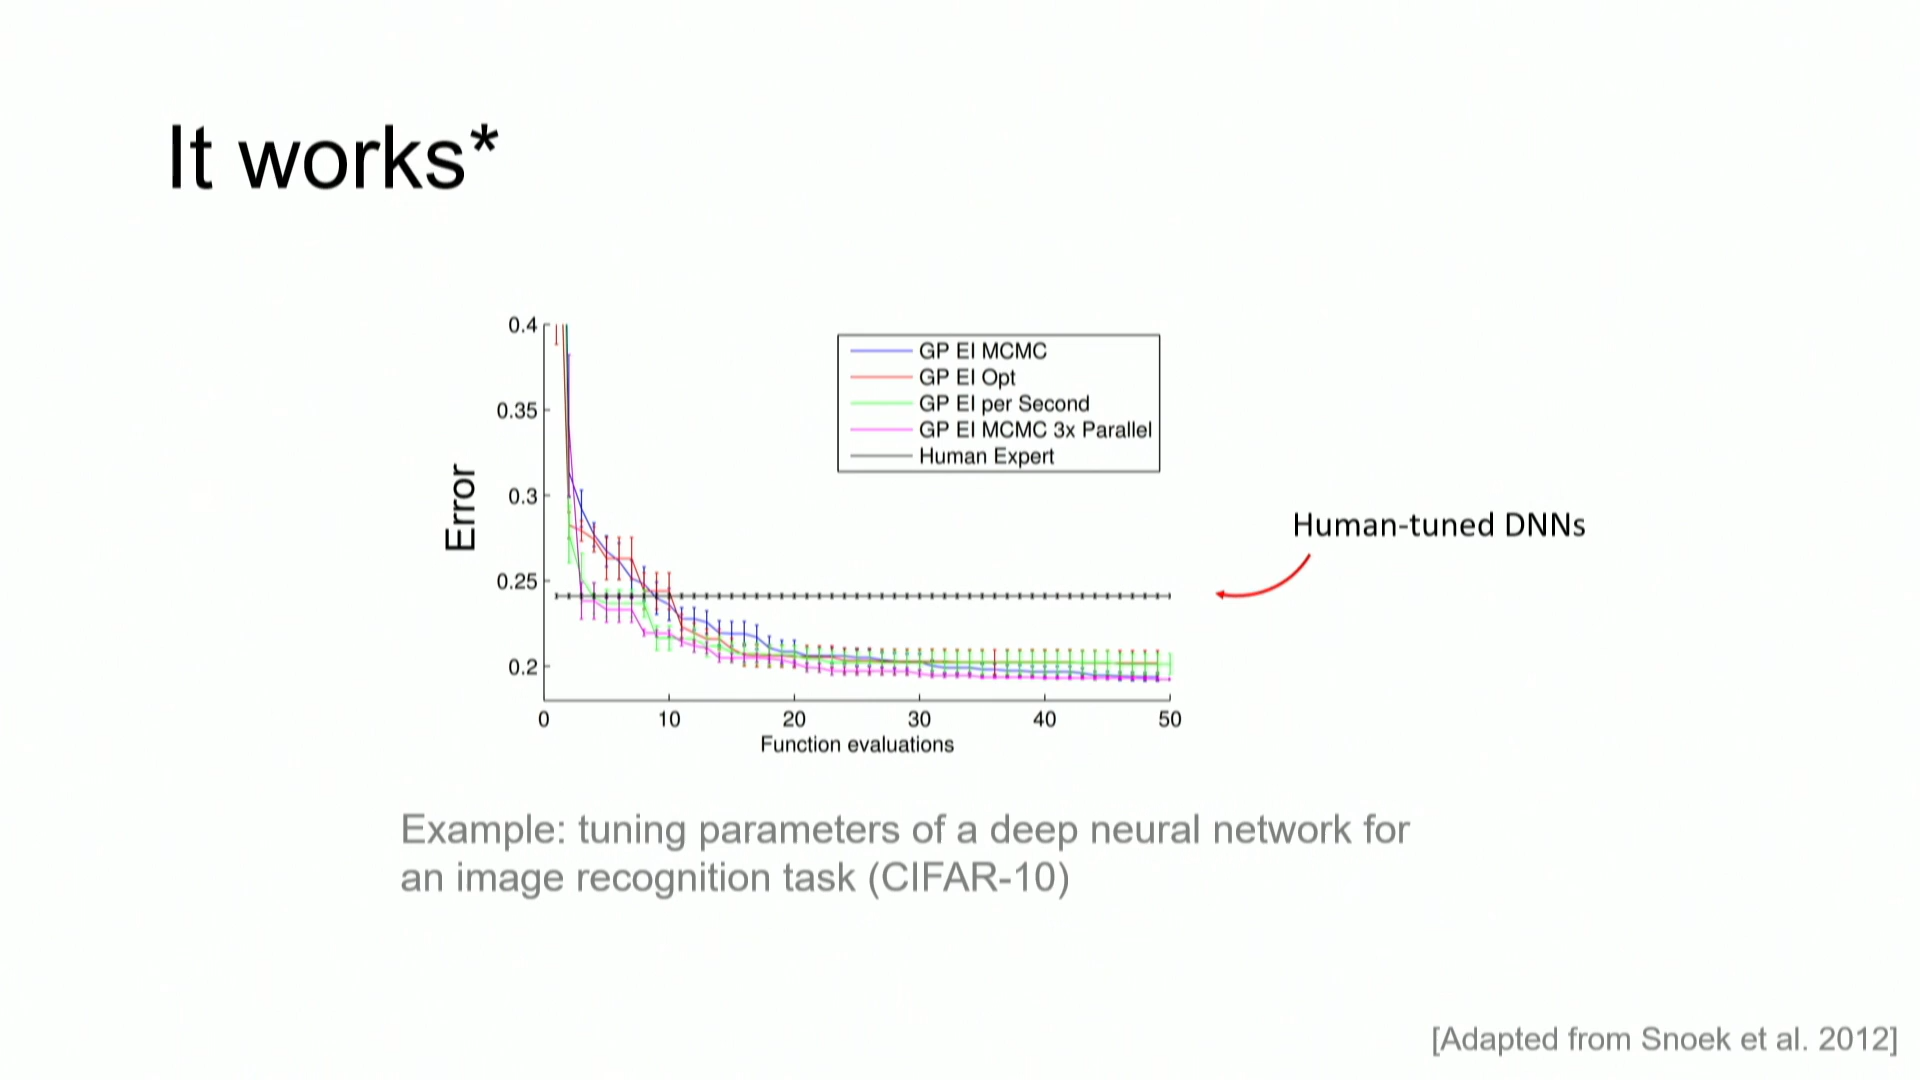 It works*
0.4
0.35
0.3
0.25
0.2
Error
0
10
20
30
40
50
Function evaluations
GP EI MCMC
GP EI Opt
GP EI per Second
GP EI MCMC 3x Parallel
Human Expert
Human-tuned DNNs
Example: tuning parameters of a deep neural network for
an image recognition task (CIFAR-10)
[Adapted from Snoek et al. 2012]